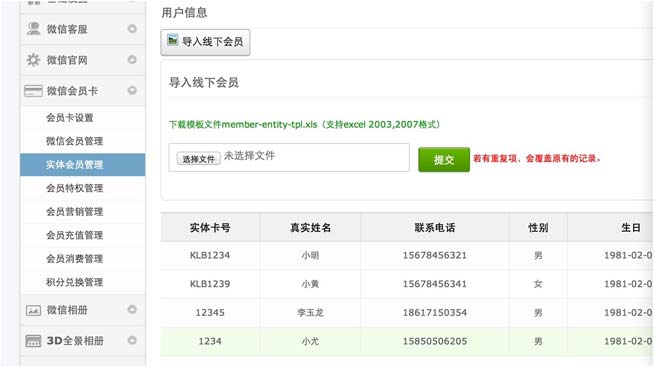 用户信息
微信客服
导入线下会员
微信官网
微信会员卡
导入线下会员
会员卡设置
下载模板文件member-entity-tpl.xls（支持excel 2003,2007格式）
微信会员管理
实体会员管理
选择文件 未选择文件
提交
若有重复项，会覆盖原有的记录。
会员特权管理
会员营销管理
会员充值管理
会员消费管理
积分兑换管理
微信相册
3D全景相册
实体卡号 真实姓名 联系电话 性别 生日
KLB1234 小明 15678456321 男 1981-02-0
KLB1239 小黄 15678456341 女 1981-02-0
12345 李玉龙 18617150354 男 1981-02-0
1234 小尤 15850506205 男 1981-02-0